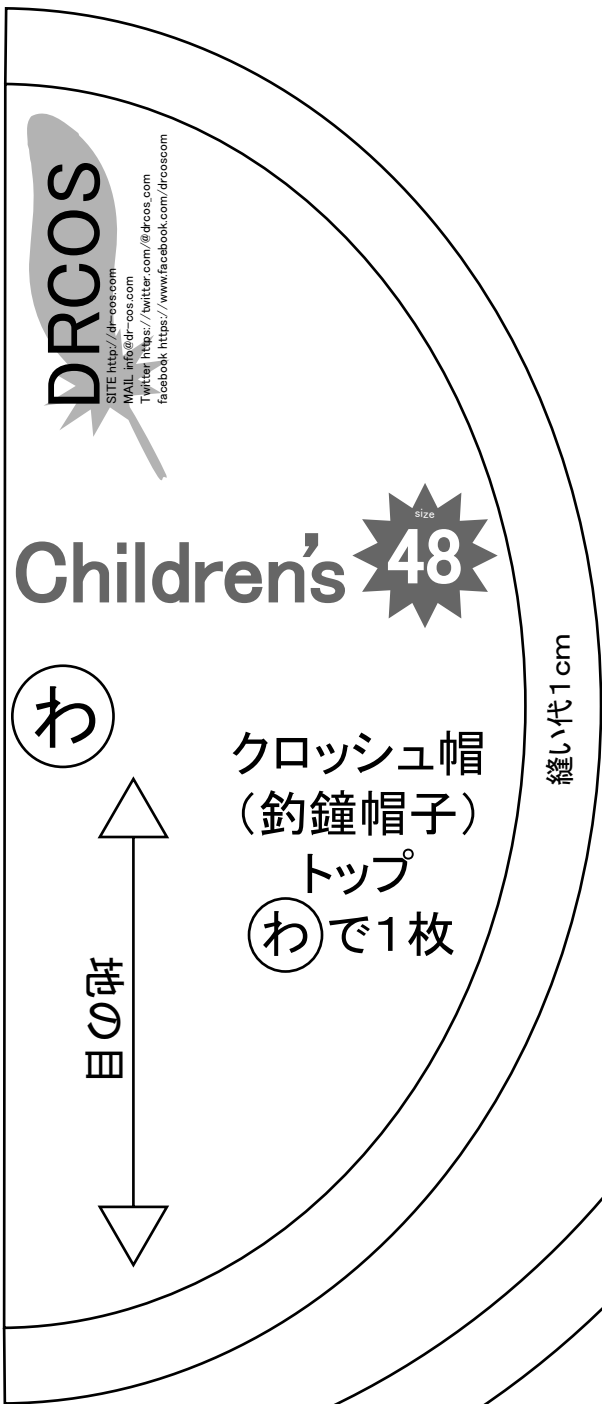 DRCOS
SITE http://dr-cos.com
MAIL info@dr-cos.com
Twitter https://twitter.com/@drcos_com
facebook https://www.facebook.com/drcoscom
Children's
size
48
わ
クロッシュ帽
（釣鐘帽子）
トップ
わで1枚
地の目
縫い代1cm